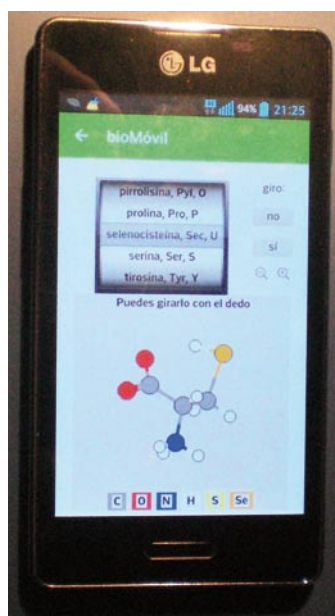 LG
94% 21:25
← bioMóvil
pirrolisina, Pyl, O
prolina, Pro, P
selenocisteína, Sec, U
serina, Ser, S
tirosina, Tyr, Y
giro:
no
sí
Puedes girarlo con el dedo
C O N H S Se